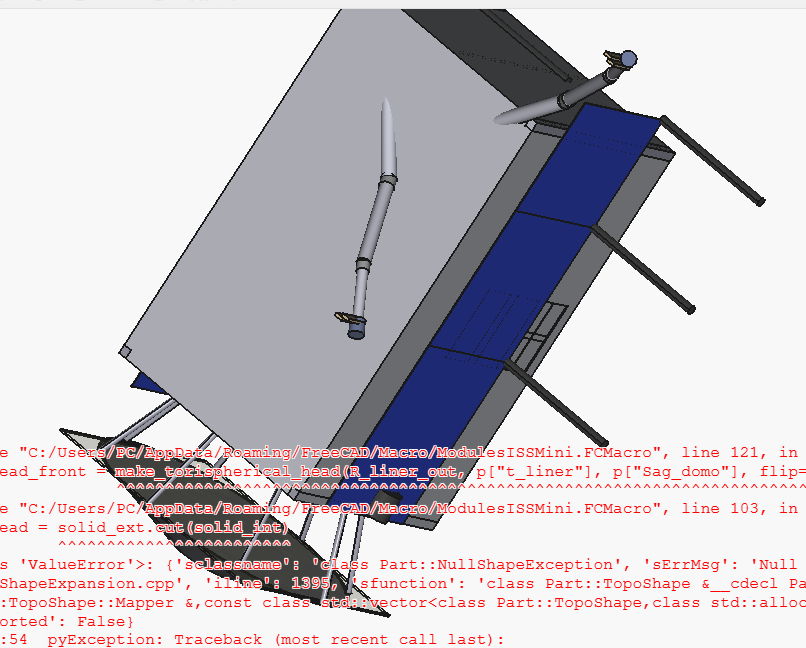 e "C:/Users/PC/AppData/Roaming/FreeCAD/Macro/ModulesISSMini.FCMacro", line 121, in
ead_front = make_torispherical_head(R_liner_out, p["t_liner"], p["Sag_domo"], flip=
^^^^^^^^^^^^^^^^^^^^^^^^^^^^^^^^^^^^^^^^^^^^^^^^^^^^^^^^^^^^^^^^^^^^^^^^
e "C:/Users/PC/AppData/Roaming/FreeCAD/Macro/ModulesISSMini.FCMacro", line 103, in
ead = solid_ext.cut(solid_int)
^^^^^^^^^^^^^^^^^^^^^^^^
s 'ValueError'>: {'sclassname': 'class Part::NullShapeException', 'sErrMsg': 'Null
ShapeExpansion.cpp', 'iline': 1395, 'sfunction': 'class Part::TopoShape &__cdecl Pa
:TopoShape::Mapper &,const class std::vector<class Part::TopoShape,class std::alloc
orted': False}
:54  pyException: Traceback (most recent call last):